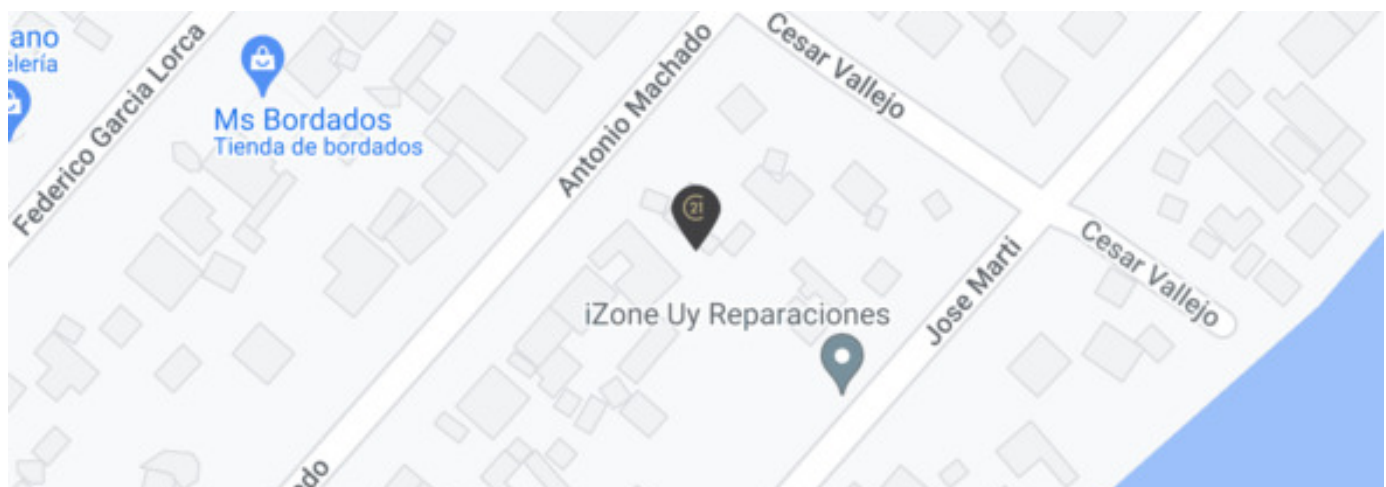 ano
elería
Federico Garcia Lorca
Ms Bordados
Tienda de bordados
Antonio Machado
Cesar Vallejo
21
iZone Uy Reparaciones
Jose Marti
Cesar Vallejo
edo